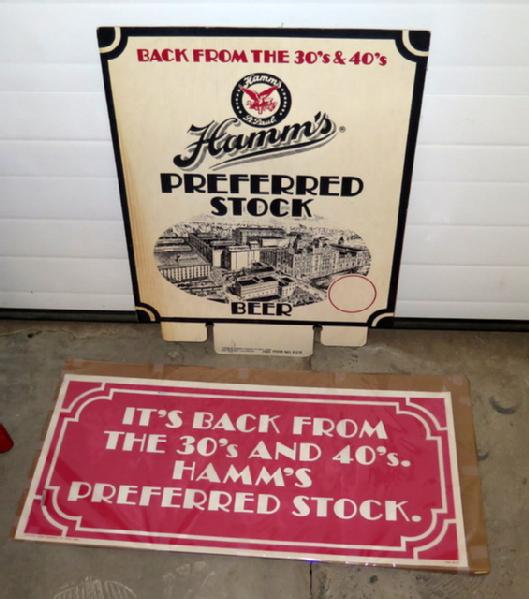 BACK FROM THE 30's & 40's
Hamm's
St. Paul
Hamm's®
PREFERRED
STOCK
BEER
IT'S BACK FROM
THE 30's AND 40's.
HAMM'S
PREFERRED STOCK.